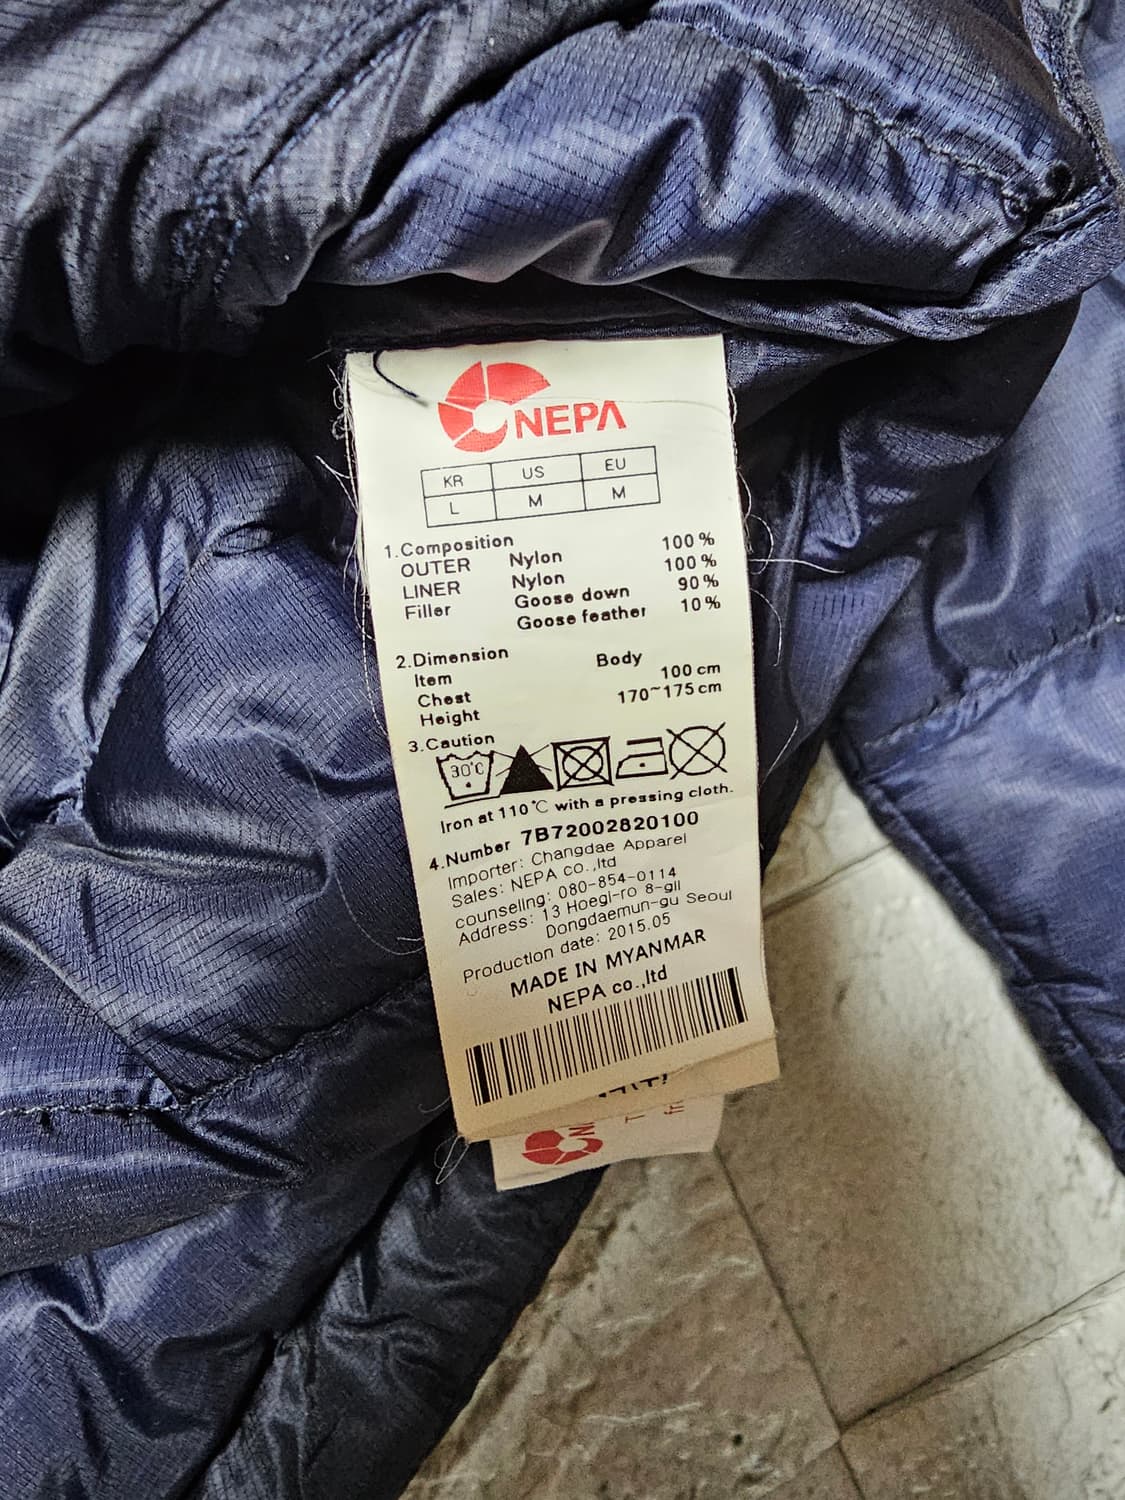 NEPA
KR US EU
L M M
1.Composition
OUTER Nylon 100%
LINER Nylon 100%
Filler Goose down 90%
Goose feather 10%
2.Dimension
Item Body
Chest 100 cm
Height 170~175 cm
3.Caution
30℃
Iron at 110℃ with a pressing cloth.
4.Number 7B72002820100
Importer: Changdae Apparel
Sales: NEPA co.,ltd
counseling: 080-854-0114
Address: 13 Hoegi-ro 8-gil
Dongdaemun-gu Seoul
Production date: 2015.05
MADE IN MYANMAR
NEPA co.,ltd